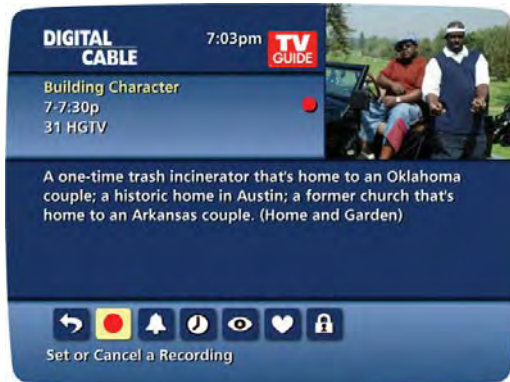 DIGITAL
CABLE
7:03pm
TV
GUIDE
Building Character
7-7:30p
31 HGTV
A one-time trash incinerator that's home to an Oklahoma
couple; a historic home in Austin; a former church that's
home to an Arkansas couple. (Home and Garden)
Set or Cancel a Recording